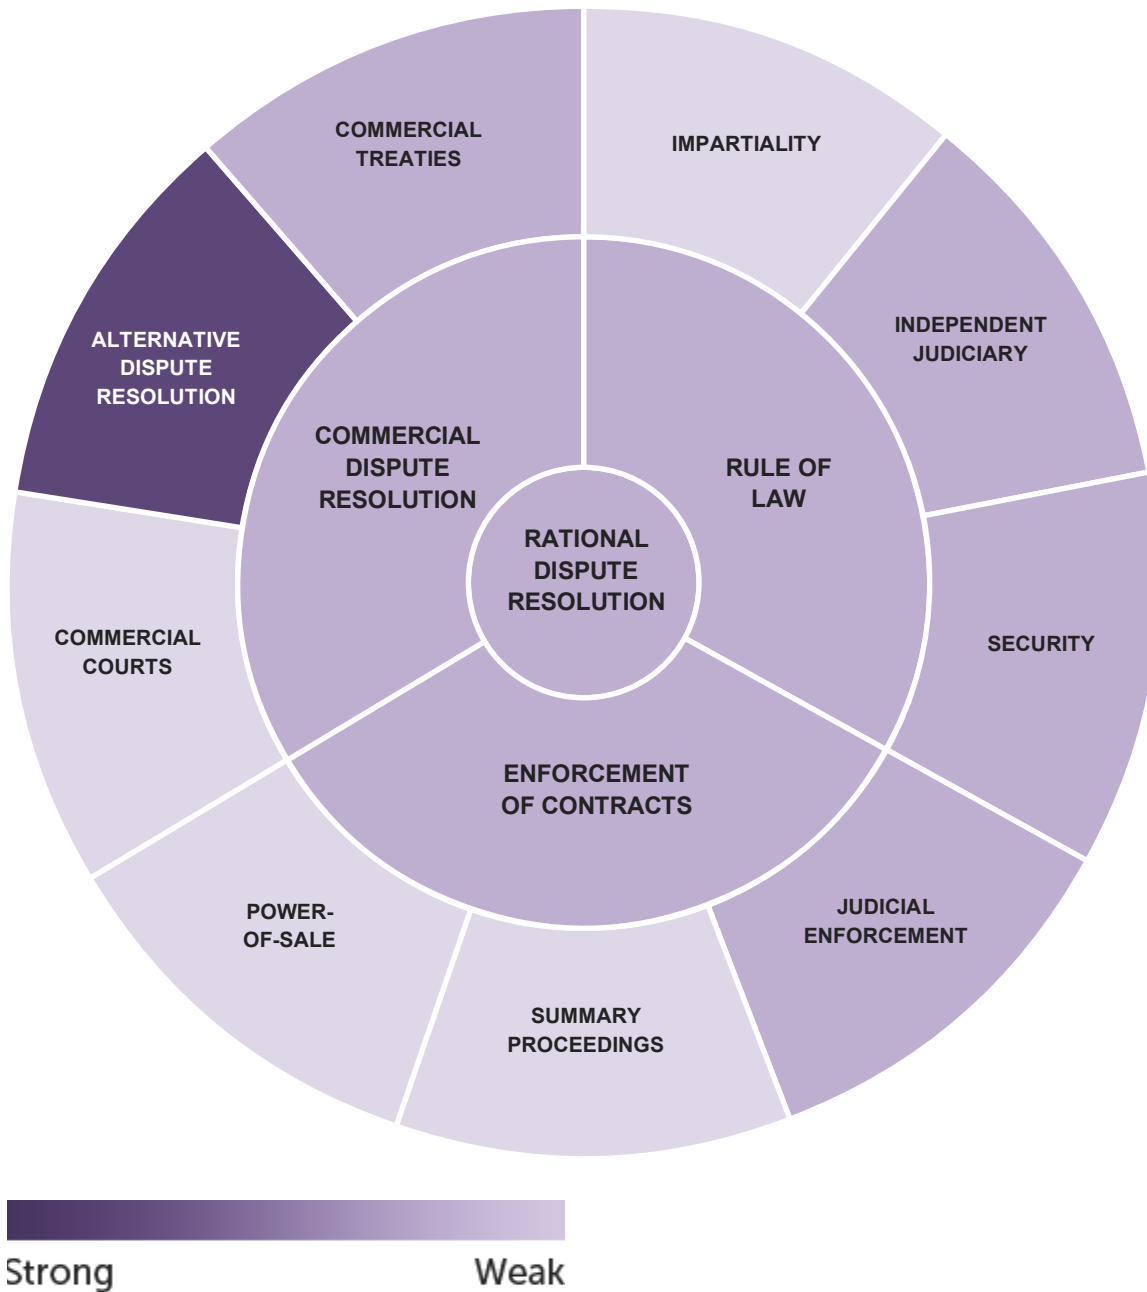 COMMERCIAL
TREATIES
IMPARTIALITY
ALTERNATIVE
DISPUTE
RESOLUTION
INDEPENDENT
JUDICIARY
COMMERCIAL
DISPUTE
RESOLUTION
RULE OF
LAW
RATIONAL
DISPUTE
RESOLUTION
COMMERCIAL
COURTS
SECURITY
ENFORCEMENT
OF CONTRACTS
POWER-
OF-SALE
JUDICIAL
ENFORCEMENT
SUMMARY
PROCEEDINGS
Strong
Weak